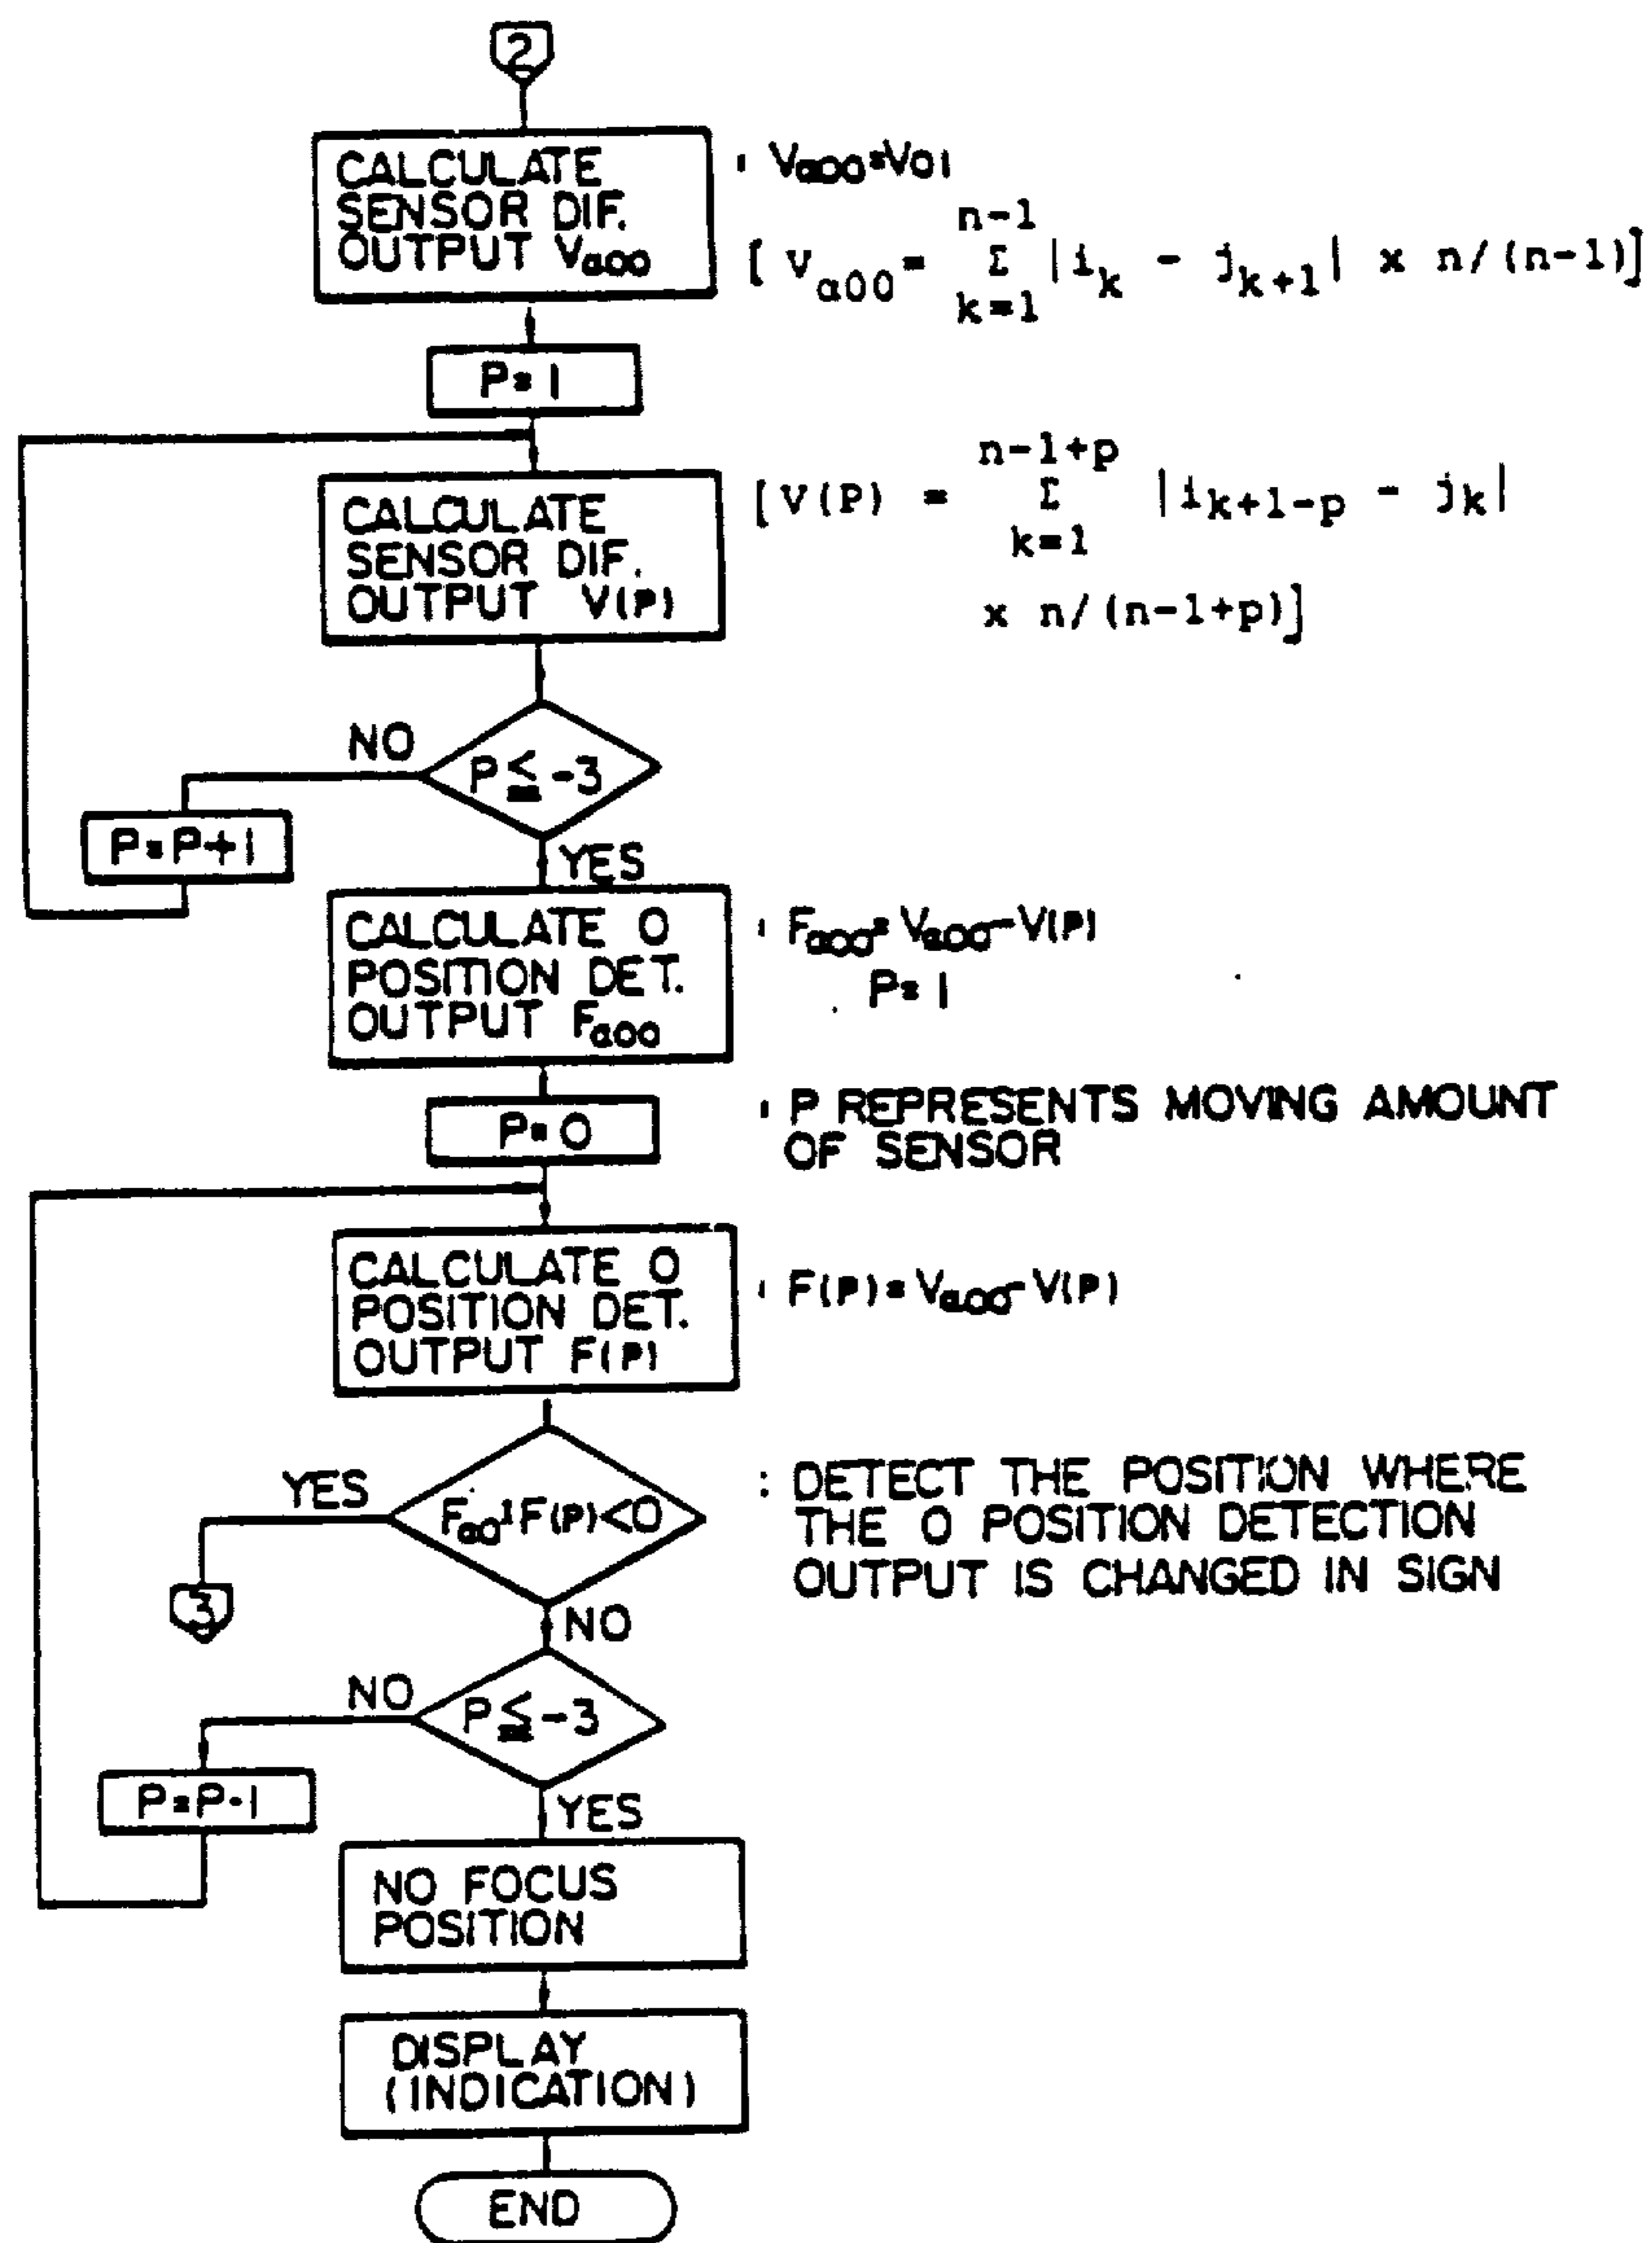 2
CALCULATE
SENSOR DIF.
OUTPUT Vα00
: Vα00=V01
[ Vα00 = n-1 Σ k=1 |ik - jk+1| x n/(n-1)]
P=1
CALCULATE
SENSOR DIF.
OUTPUT V(P)
[V(P) = n-1+p Σ k=1 |ik+1-p - jk|
x n/(n-1+p)]
P≦-3
NO
P=P+1
YES
CALCULATE 0
POSITION DET.
OUTPUT Fα00
: Fα00=Vα00-V(P)
P=1
P=0
: P REPRESENTS MOVING AMOUNT
OF SENSOR
CALCULATE 0
POSITION DET.
OUTPUT F(P)
: F(P)=Vα00-V(P)
YES
F(P)<0
: DETECT THE POSITION WHERE
THE 0 POSITION DETECTION
OUTPUT IS CHANGED IN SIGN
3
NO
NO
P≦-3
P=P-1
YES
NO FOCUS
POSITION
DISPLAY
(INDICATION)
END